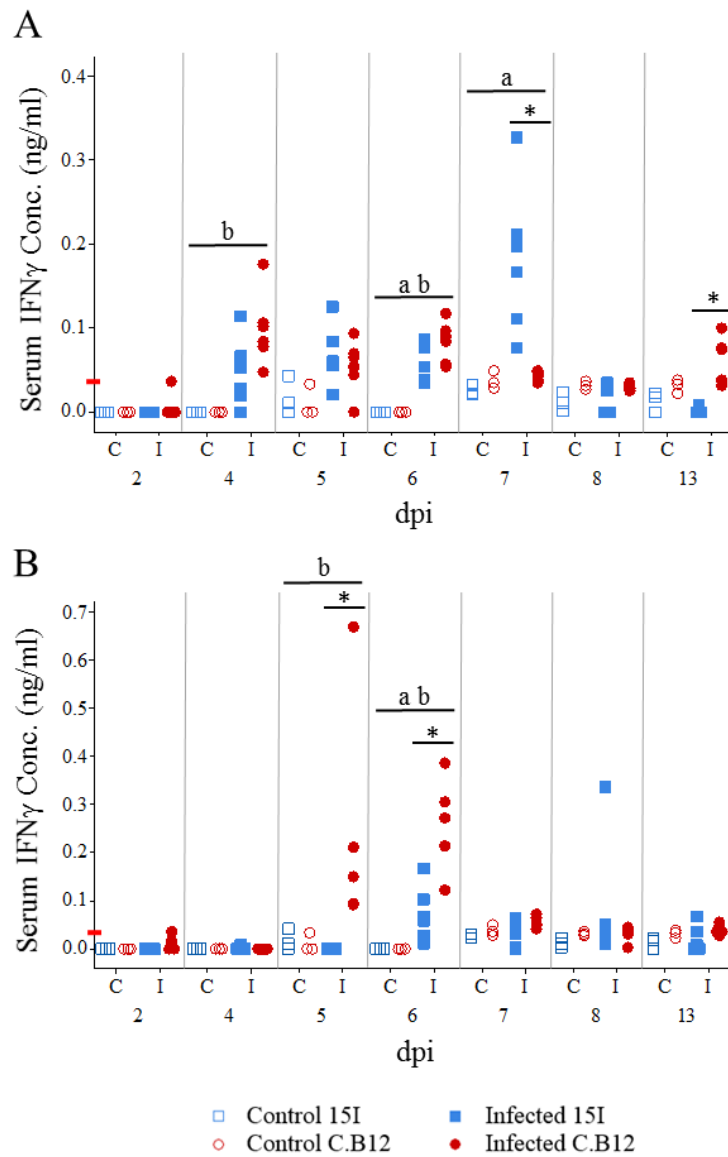 A
Serum IFNγ Conc. (ng/ml)
0.4
0.3
0.2
0.1
0.0
b
a b
a
*
*
C I C I C I C I C I C I C I
2 4 5 6 7 8 13
dpi
B
Serum IFNγ Conc. (ng/ml)
0.7
0.6
0.5
0.4
0.3
0.2
0.1
0.0
b
*
a b
*
C I C I C I C I C I C I C I
2 4 5 6 7 8 13
dpi
Control 15I Infected 15I
Control C.B12 Infected C.B12